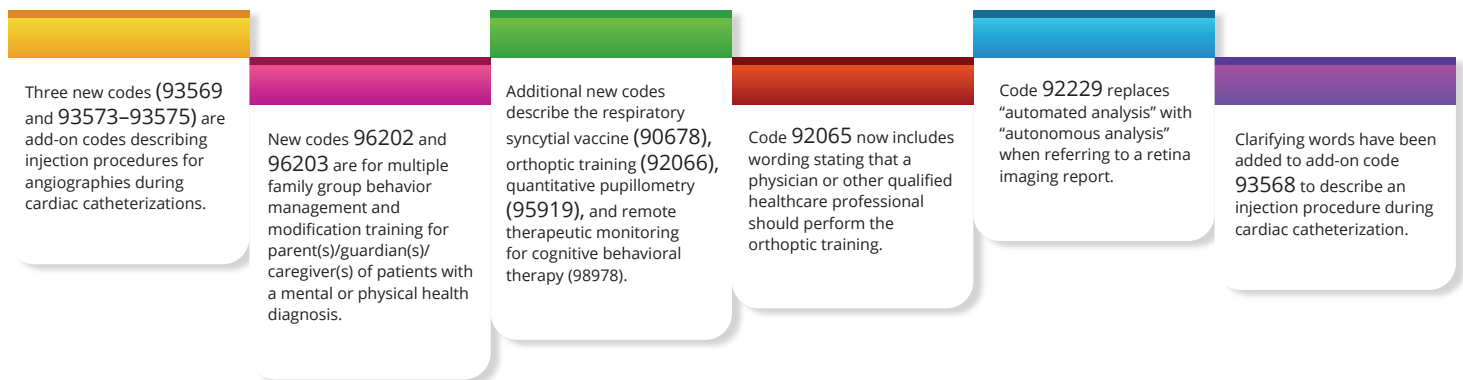 Three new codes (93569
and 93573–93575) are
add-on codes describing
injection procedures for
angiographies during
cardiac catheterizations.
New codes 96202 and
96203 are for multiple
family group behavior
management and
modification training for
parent(s)/guardian(s)/
caregiver(s) of patients with
a mental or physical health
diagnosis.
Additional new codes
describe the respiratory
syncytial vaccine (90678),
orthoptic training (92066),
quantitative pupillometry
(95919), and remote
therapeutic monitoring
for cognitive behavioral
therapy (98978).
Code 92065 now includes
wording stating that a
physician or other qualified
healthcare professional
should perform the
orthoptic training.
Code 92229 replaces
“automated analysis” with
“autonomous analysis”
when referring to a retina
imaging report.
Clarifying words have been
added to add-on code
93568 to describe an
injection procedure during
cardiac catheterization.